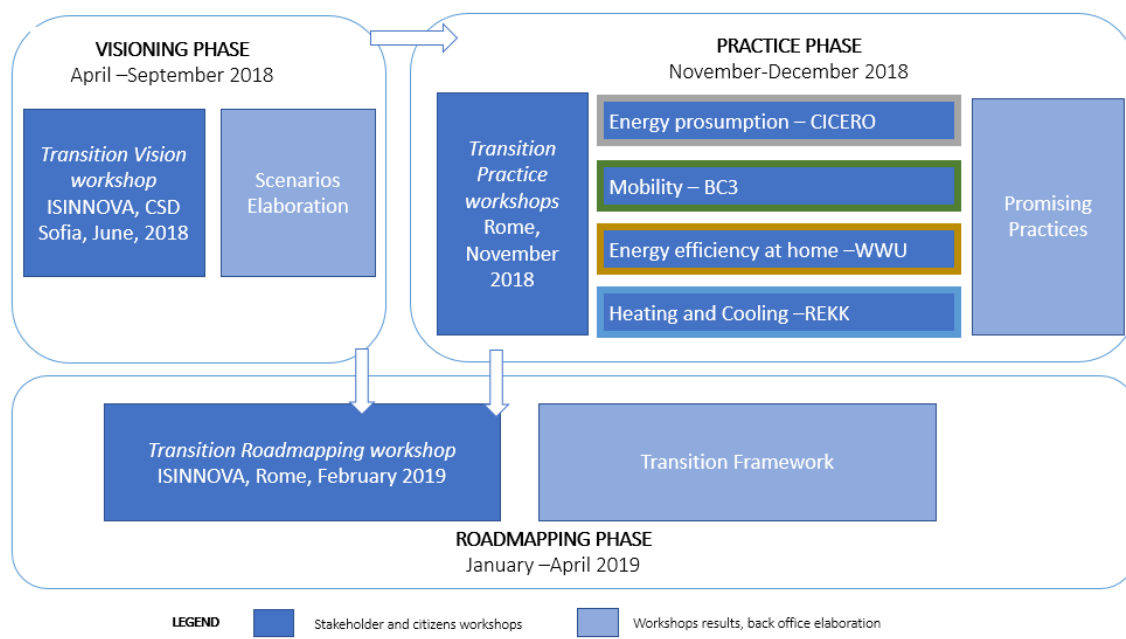 VISIONING PHASE
April –September 2018
Transition Vision
workshop
ISINNOVA, CSD
Sofia, June, 2018
Scenarios
Elaboration
PRACTICE PHASE
November-December 2018
Transition
Practice
workshops
Rome,
November
2018
Energy prosumption – CICERO
Mobility – BC3
Energy efficiency at home –WWU
Heating and Cooling –REKK
Promising
Practices
Transition Roadmapping workshop
ISINNOVA, Rome, February 2019
Transition Framework
ROADMAPPING PHASE
January –April 2019
LEGEND
Stakeholder and citizens workshops
Workshops results, back office elaboration